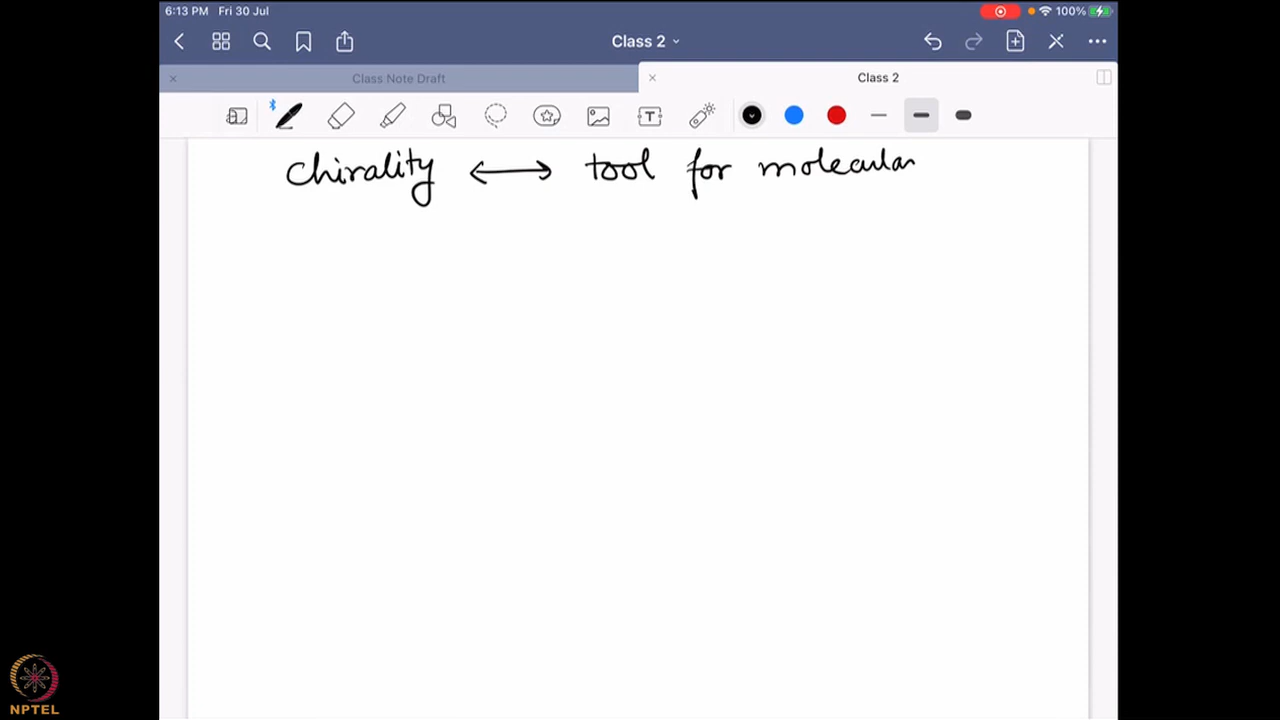 6:13 PM Fri 30 Jul 100%
Class 2
Class Note Draft Class 2
T
chirality ↔ tool for molecular
NPTEL